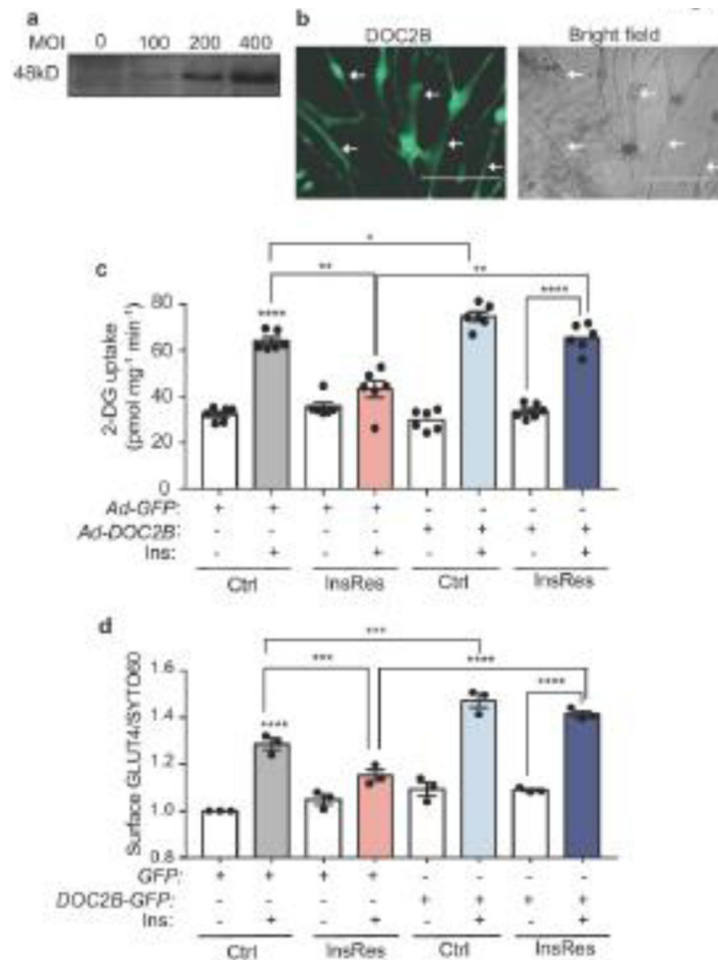 a
MOI 0 100 200 400
48kD
b
DOC2B Bright field
c
* 
** **
**** ****
80
60
40
20
0
2-DG uptake
(pmol mg⁻¹ min⁻¹)
Ad-GFP: + + + + - - - -
Ad-DOC2B: - - - - + + + +
Ins: - + - + - + - +
Ctrl InsRes Ctrl InsRes
d
***
*** ****
**** ****
1.6
1.4
1.2
1.0
0.8
Surface GLUT4/SYTO60
GFP: + + + + - - - -
DOC2B-GFP: - - - - + + + +
Ins: - + - + - + - +
Ctrl InsRes Ctrl InsRes